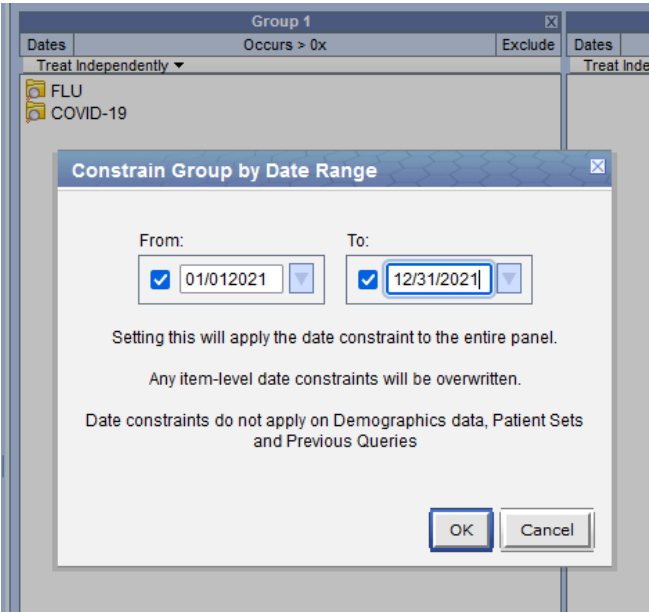 Group 1
Dates Occurs > 0x Exclude Dates
Treat Independently Treat Inde
FLU
COVID-19
Constrain Group by Date Range
From: To:
01/012021 12/31/2021
Setting this will apply the date constraint to the entire panel.
Any item-level date constraints will be overwritten.
Date constraints do not apply on Demographics data, Patient Sets
and Previous Queries
OK Cancel